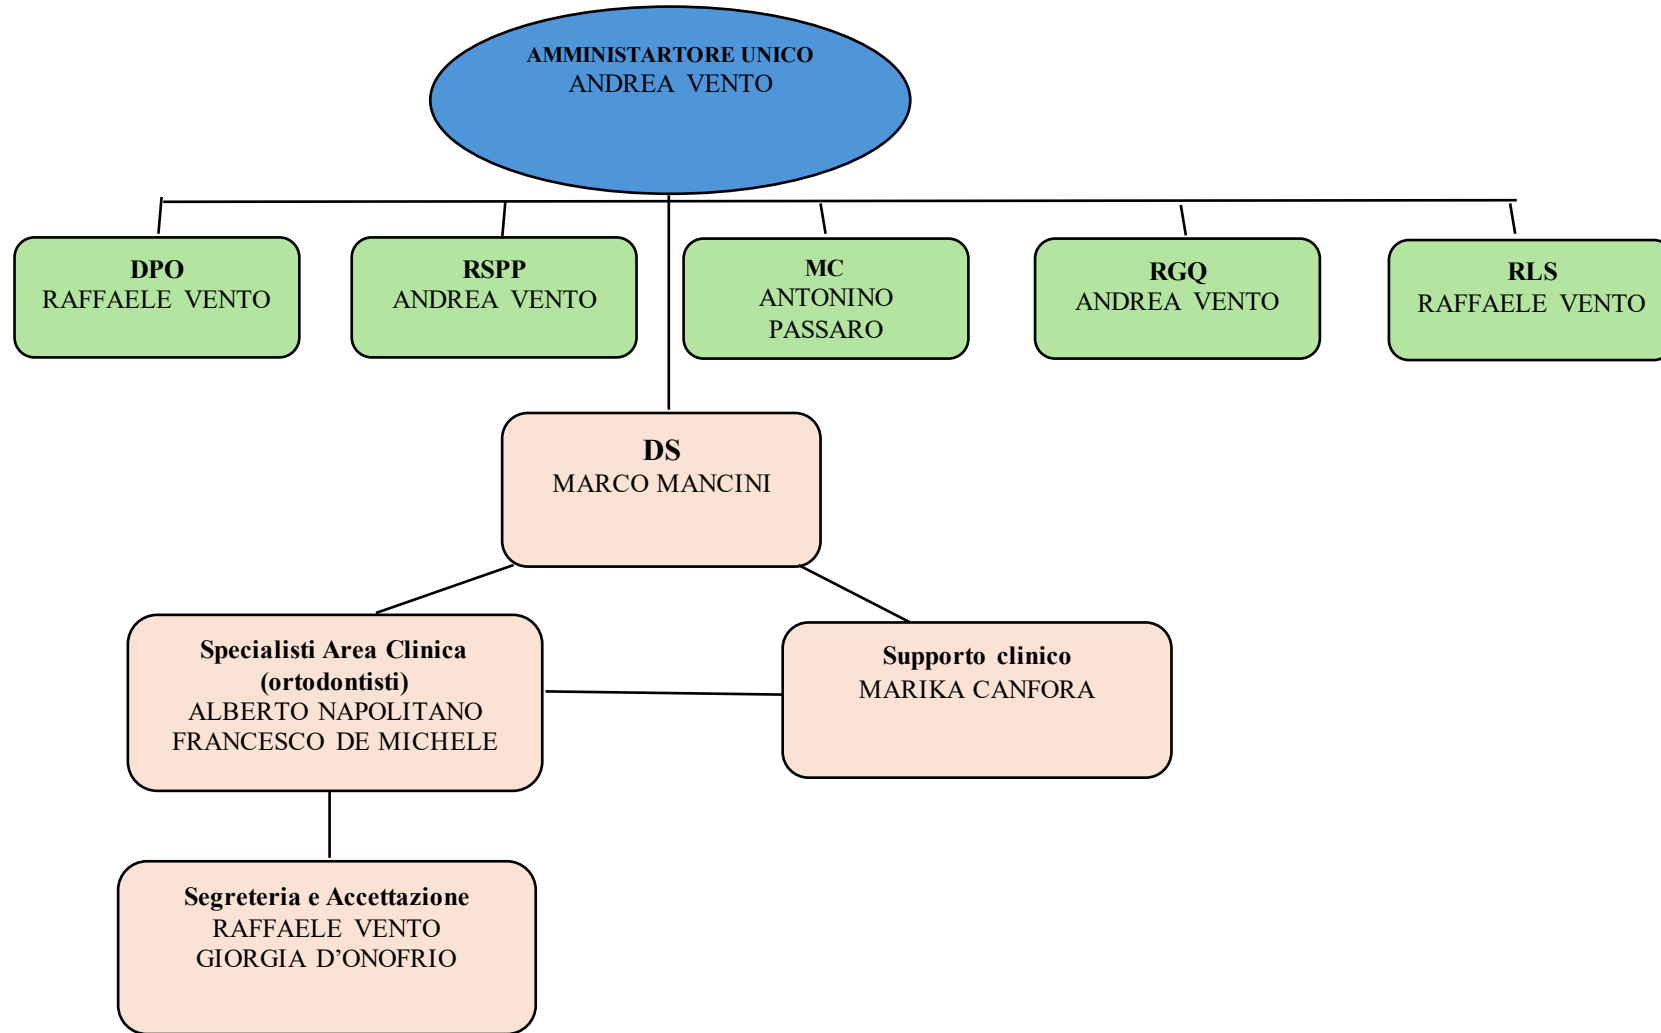 AMMINISTARTORE UNICO
ANDREA VENTO
DPO
RAFFAELE VENTO
RSPP
ANDREA VENTO
MC
ANTONINO
PASSARO
RGQ
ANDREA VENTO
RLS
RAFFAELE VENTO
DS
MARCO MANCINI
Specialisti Area Clinica
(ortodontisti)
ALBERTO NAPOLITANO
FRANCESCO DE MICHELE
Supporto clinico
MARIKA CANFORA
Segreteria e Accettazione
RAFFAELE VENTO
GIORGIA D’ONOFRIO